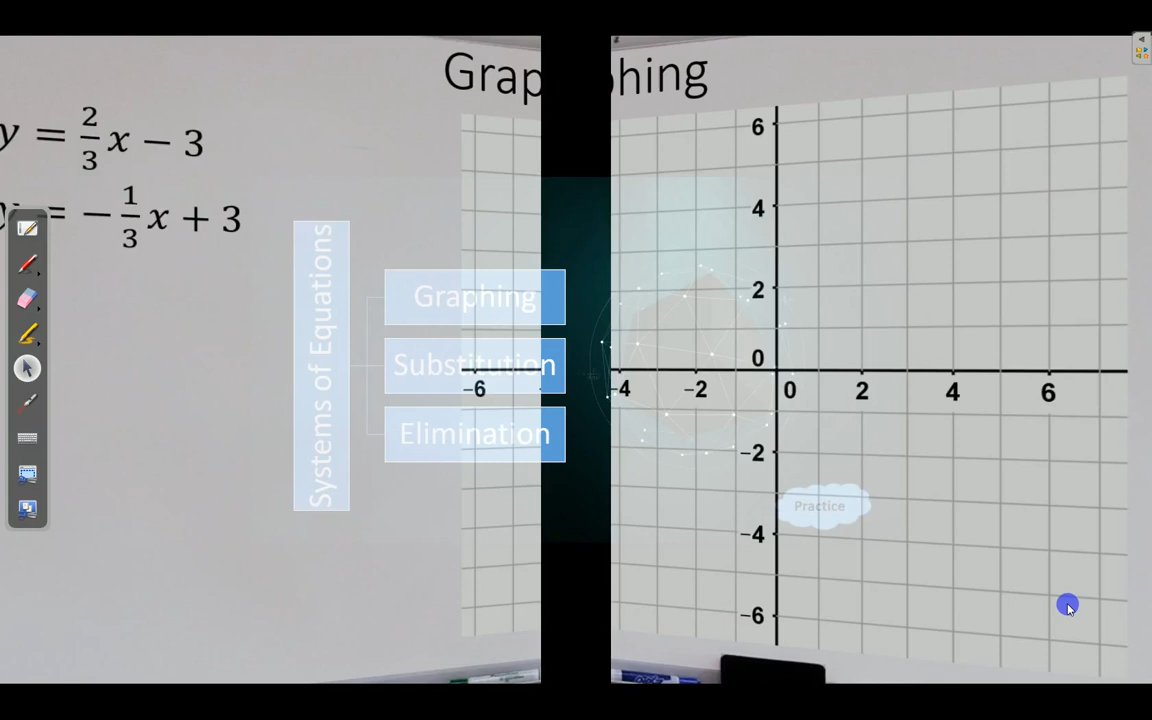 Grap phing
y = 2/3 x − 3
y = − 1/3 x + 3
Systems of Equations
Graphing
Substitution
Elimination
6
4
2
0
−6 −4 −2 0 2 4 6
−2
−4
−6
Practice